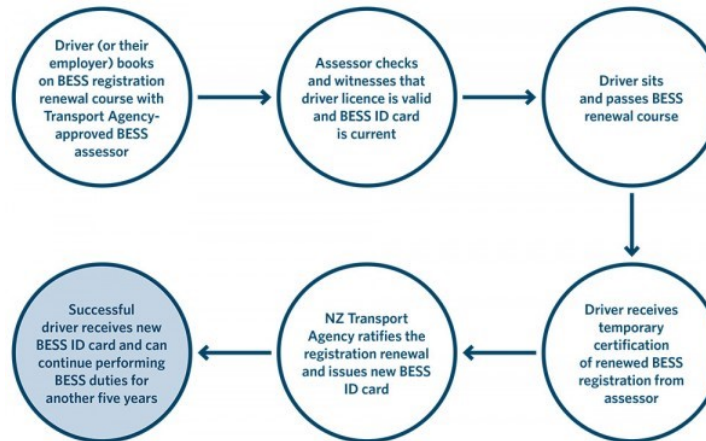 Driver (or their
employer) books
on BESS registration
renewal course with
Transport Agency-
approved BESS
assessor
Assessor checks
and witnesses that
driver licence is valid
and BESS ID card
is current
Driver sits
and passes BESS
renewal course
Driver receives
temporary
certification
of renewed BESS
registration from
assessor
NZ Transport
Agency ratifies the
registration renewal
and issues new BESS
ID card
Successful
driver receives new
BESS ID card and can
continue performing
BESS duties for
another five years